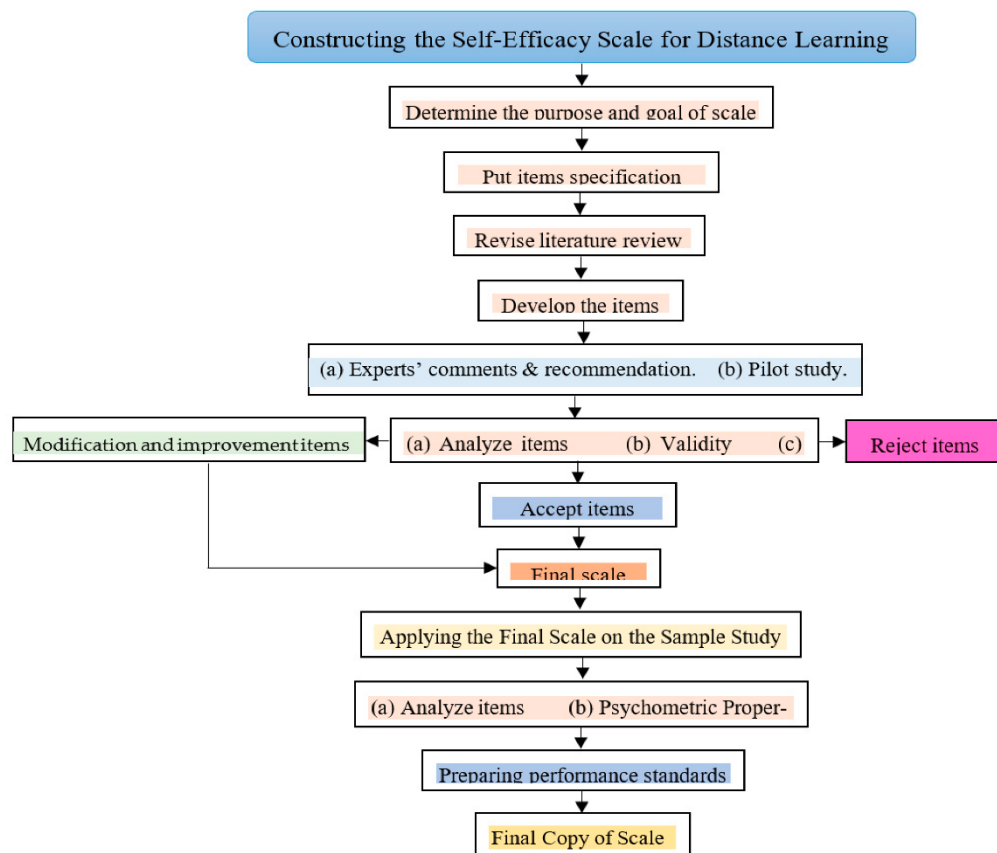 Constructing the Self-Efficacy Scale for Distance Learning
Determine the purpose and goal of scale
Put items specification
Revise literature review
Develop the items
(a) Experts’ comments & recommendation. (b) Pilot study.
Modification and improvement items
(a) Analyze items (b) Validity (c)
Reject items
Accept items
Final scale
Applying the Final Scale on the Sample Study
(a) Analyze items (b) Psychometric Proper-
Preparing performance standards
Final Copy of Scale